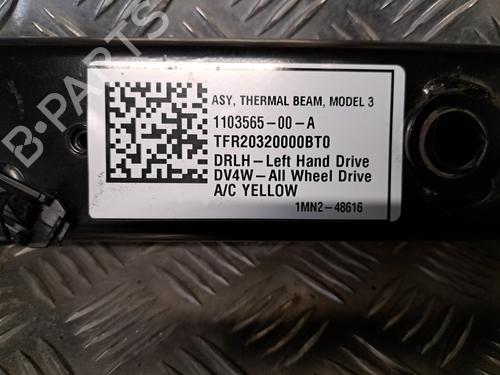 B-PARTS
ASY, THERMAL BEAM, MODEL 3
1103565-00-A
TFR20320000BT0
DRLH-Left Hand Drive
DV4W-All Wheel Drive
A/C YELLOW
1MN2-48616